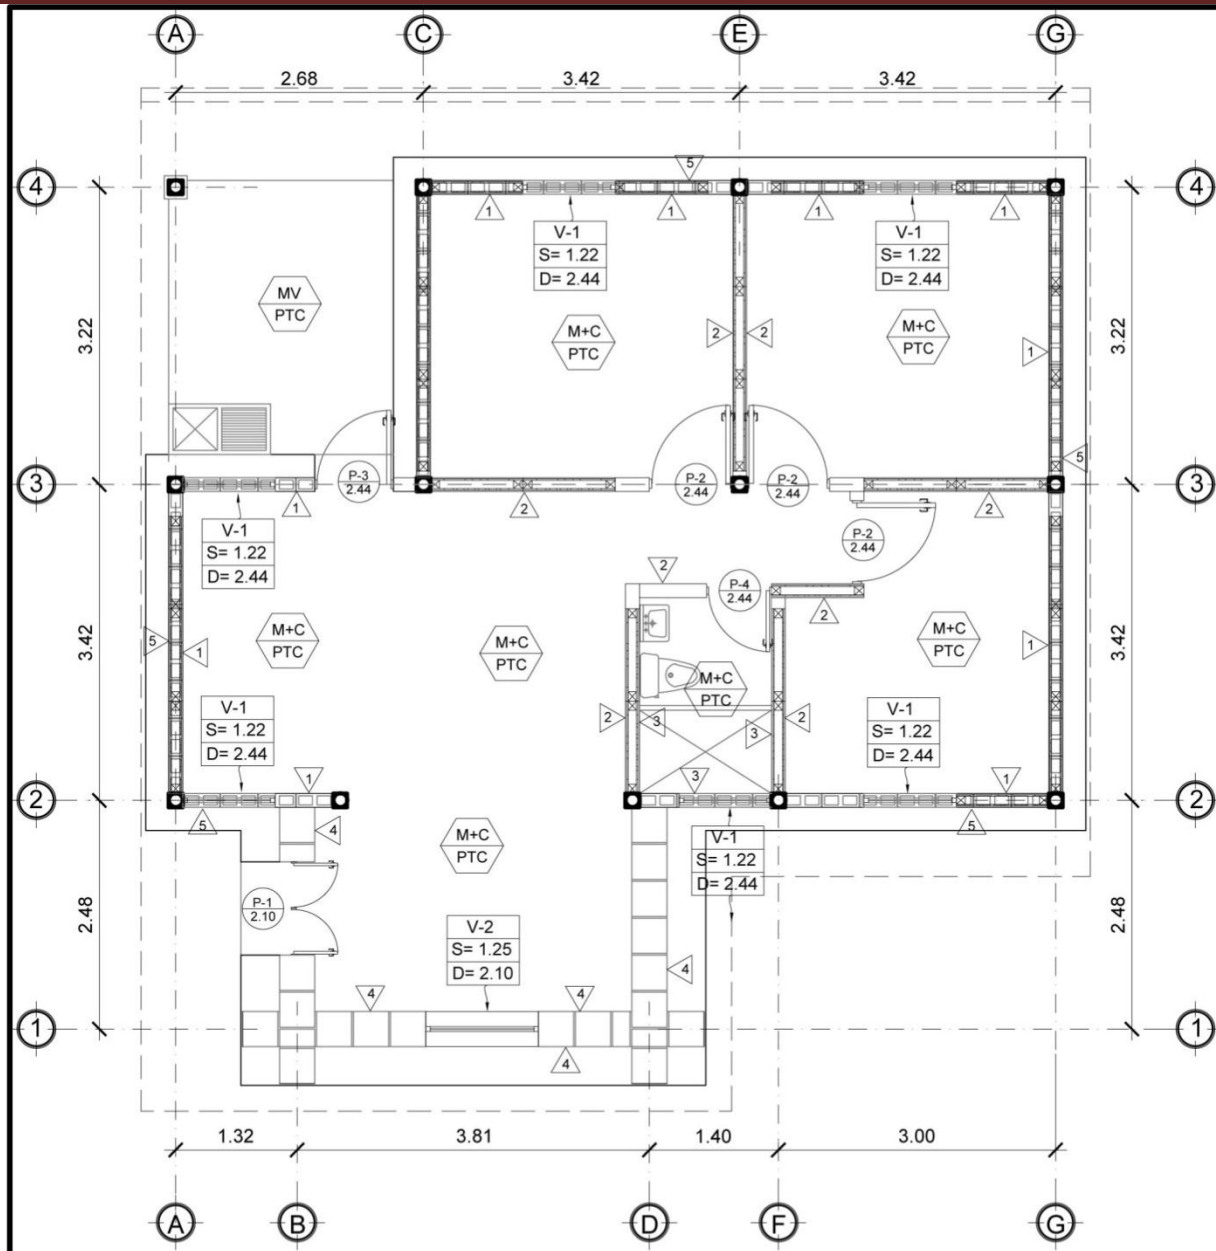 A C E G
2.68 3.42 3.42
5
4 4
1 1 1 1
V-1 V-1
S= 1.22 S= 1.22
D= 2.44 D= 2.44
MV
PTC
M+C M+C
PTC PTC
3.22 2 2 1 3.22
5
P-3 P-2 P-2
2.44 2.44 2.44
3 3
1 2 2
V-1
S= 1.22
D= 2.44
P-2
2.44
2 P-4
2.44
2
M+C M+C M+C
PTC PTC PTC
3.42 5 1 1 3.42
M+C
PTC
V-1 V-1
S= 1.22 S= 1.22
D= 2.44 D= 2.44
2 3 3 2
1 3 1
2 2
5 4 5
M+C
PTC
V-1
S= 1.22
D= 2.44
P-1
2.10
2.48 2.48
V-2
S= 1.25
D= 2.10
4
4 4
1 1
4
1.32 3.81 1.40 3.00
A B D F G